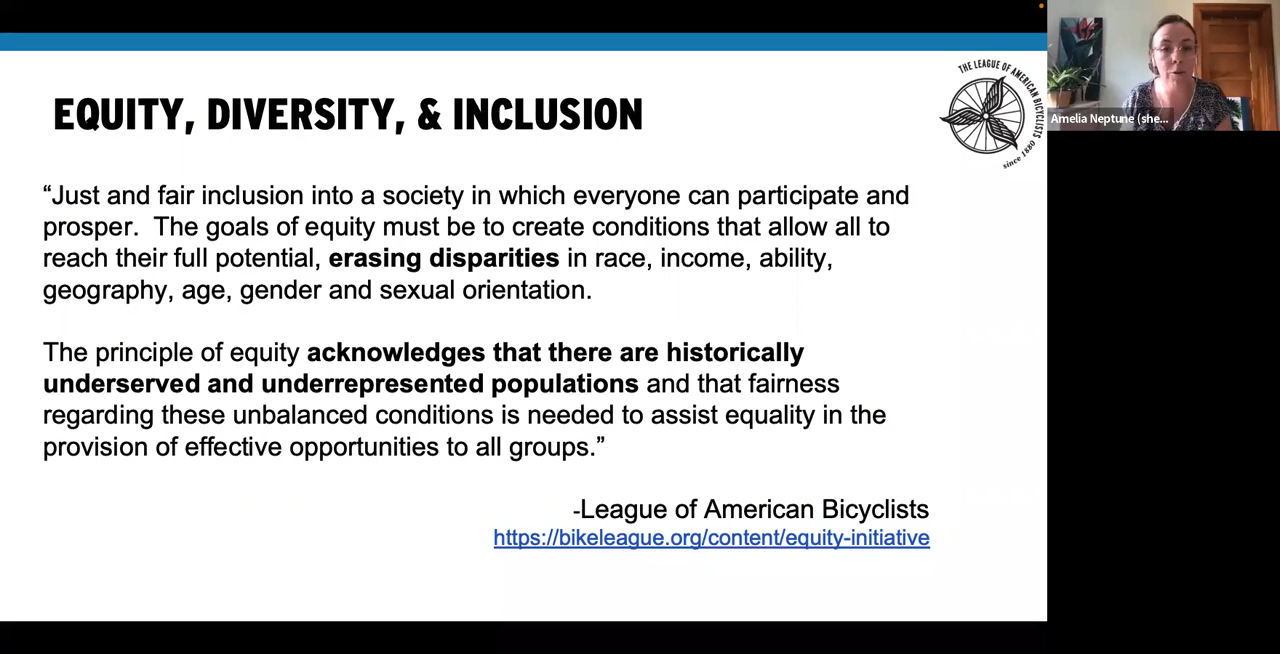 EQUITY, DIVERSITY, & INCLUSION
THE LEAGUE OF AMERICAN BICYCLISTS
since 1880
“Just and fair inclusion into a society in which everyone can participate and
prosper.  The goals of equity must be to create conditions that allow all to
reach their full potential, erasing disparities in race, income, ability,
geography, age, gender and sexual orientation.
The principle of equity acknowledges that there are historically
underserved and underrepresented populations and that fairness
regarding these unbalanced conditions is needed to assist equality in the
provision of effective opportunities to all groups.”
-League of American Bicyclists
https://bikeleague.org/content/equity-initiative
Amelia Neptune (she...